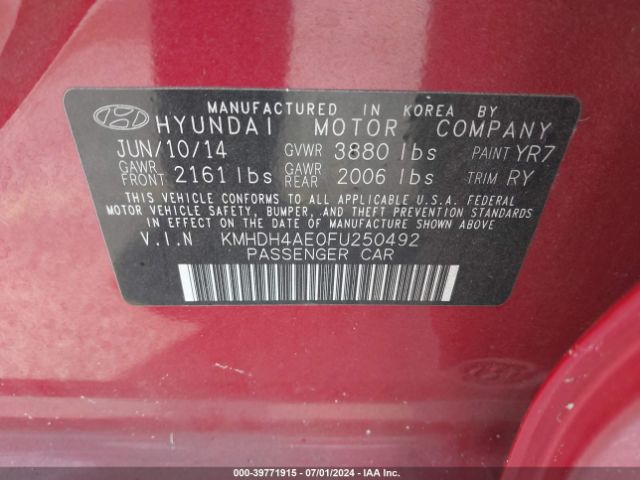 MANUFACTURED IN KOREA BY
HYUNDAI MOTOR COMPANY
JUN/10/14 GVWR 3880 lbs PAINT YR7
GAWR FRONT 2161 lbs GAWR REAR 2006 lbs TRIM RY
THIS VEHICLE CONFORMS TO ALL APPLICABLE U.S.A. FEDERAL
MOTOR VEHICLE SAFETY, BUMPER, AND THEFT PREVENTION STANDARDS
IN EFFECT ON THE DATE OF MANUFACTURE SHOWN ABOVE.
V.I.N KMHDH4AE0FU250492
PASSENGER CAR
000-39771915 - 07/01/2024 - IAA Inc.